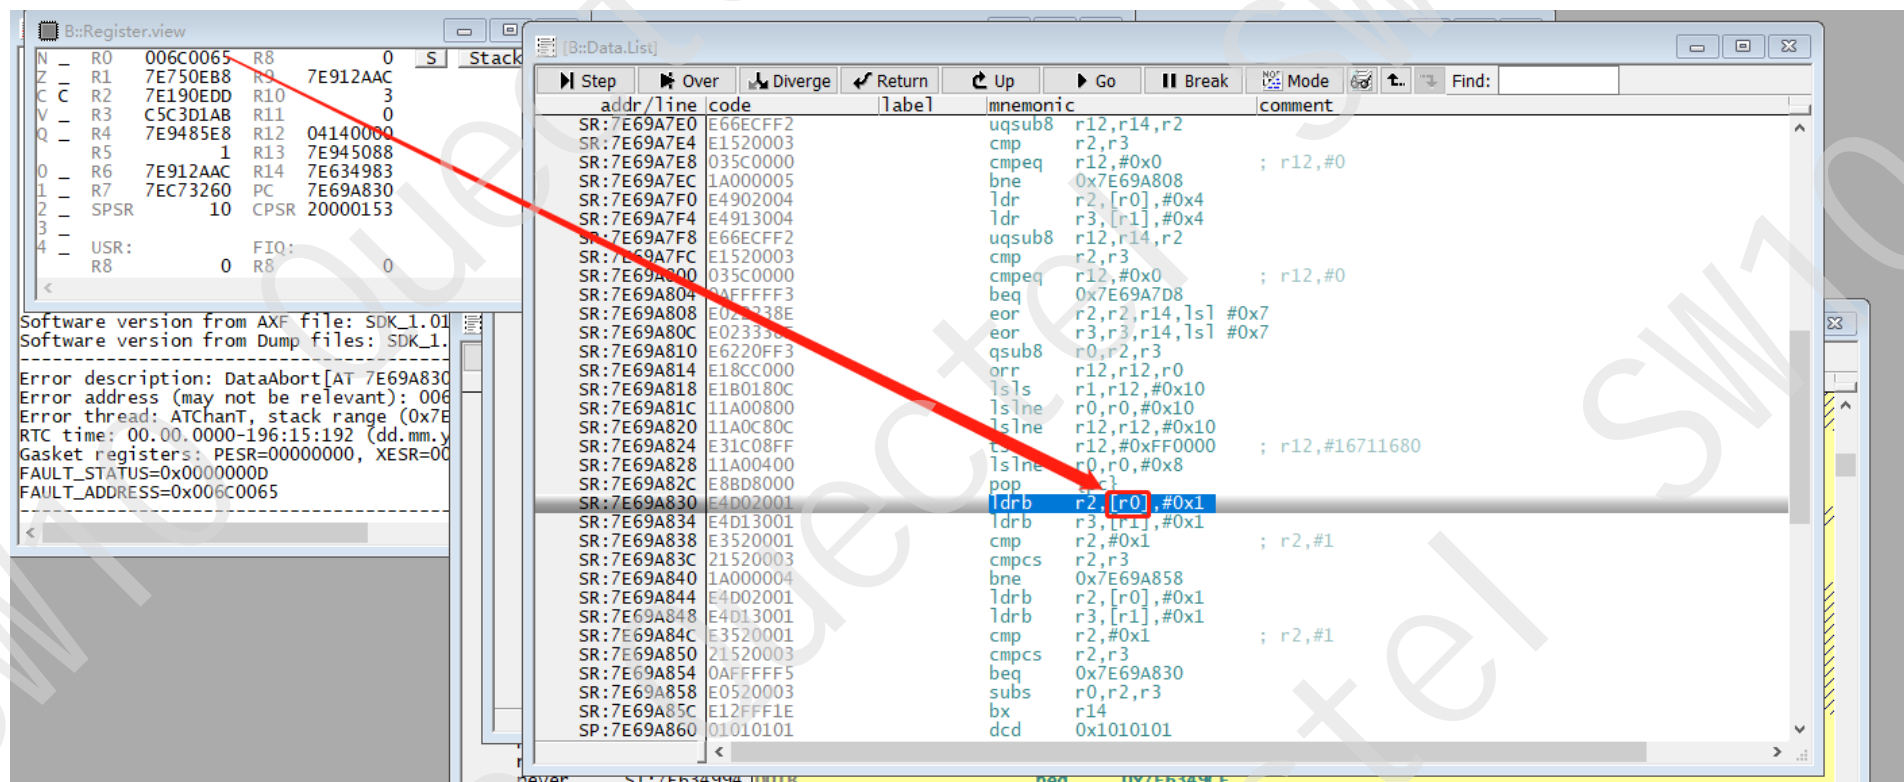 B::Register.view
N _ R0 006C0065 R8 0 S Stack
Z _ R1 7E750EB8 R9 7E912AAC
C C R2 7E190EDD R10 3
V _ R3 C5C3D1AB R11 0
Q _ R4 7E9485E8 R12 04140000
R5 1 R13 7E945088
0 _ R6 7E912AAC R14 7E634983
1 _ R7 7EC73260 PC 7E69A830
2 _ SPSR 10 CPSR 20000153
3 _
4 _ USR: FIQ:
R8 0 R8 0
Software version from AXF file: SDK_1.01
Software version from Dump files: SDK_1.
Error description: DataAbort[AT 7E69A830
Error address (may not be relevant): 006
Error thread: ATChanT, stack range (0x7E
RTC time: 00.00.0000-196:15:192 (dd.mm.y
Gasket registers: PESR=00000000, XESR=00
FAULT_STATUS=0x0000000D
FAULT_ADDRESS=0x006C0065
[B::Data.List]
Step Over Diverge Return Up Go Break Mode t.. Find:
addr/line code label mnemonic comment
SR:7E69A7E0 E66ECFF2 uqsub8 r12,r14,r2
SR:7E69A7E4 E1520003 cmp r2,r3
SR:7E69A7E8 035C0000 cmpeq r12,#0x0 ; r12,#0
SR:7E69A7EC 1A000005 bne 0x7E69A808
SR:7E69A7F0 E4902004 ldr r2,[r0],#0x4
SR:7E69A7F4 E4913004 ldr r3,[r1],#0x4
SR:7E69A7F8 E66ECFF2 uqsub8 r12,r14,r2
SR:7E69A7FC E1520003 cmp r2,r3
SR:7E69A800 035C0000 cmpeq r12,#0x0 ; r12,#0
SR:7E69A804 0AFFFFF3 beq 0x7E69A7D8
SR:7E69A808 E022238E eor r2,r2,r14,lsl #0x7
SR:7E69A80C E023338E eor r3,r3,r14,lsl #0x7
SR:7E69A810 E6220FF3 qsub8 r0,r2,r3
SR:7E69A814 E18CC000 orr r12,r12,r0
SR:7E69A818 E1B0180C lsls r1,r12,#0x10
SR:7E69A81C 11A00800 lslne r0,r0,#0x10
SR:7E69A820 11A0C80C lslne r12,r12,#0x10
SR:7E69A824 E31C08FF tst r12,#0xFF0000 ; r12,#16711680
SR:7E69A828 11A00400 lslne r0,r0,#0x8
SR:7E69A82C E8BD8000 pop {pc}
SR:7E69A830 E4D02001 ldrb r2,[r0],#0x1
SR:7E69A834 E4D13001 ldrb r3,[r1],#0x1
SR:7E69A838 E3520001 cmp r2,#0x1 ; r2,#1
SR:7E69A83C 21520003 cmpcs r2,r3
SR:7E69A840 1A000004 bne 0x7E69A858
SR:7E69A844 E4D02001 ldrb r2,[r0],#0x1
SR:7E69A848 E4D13001 ldrb r3,[r1],#0x1
SR:7E69A84C E3520001 cmp r2,#0x1 ; r2,#1
SR:7E69A850 21520003 cmpcs r2,r3
SR:7E69A854 0AFFFFF5 beq 0x7E69A830
SR:7E69A858 E0520003 subs r0,r2,r3
SR:7E69A85C E12FFF1E bx r14
SP:7E69A860 01010101 dcd 0x1010101
Quectel
SW10